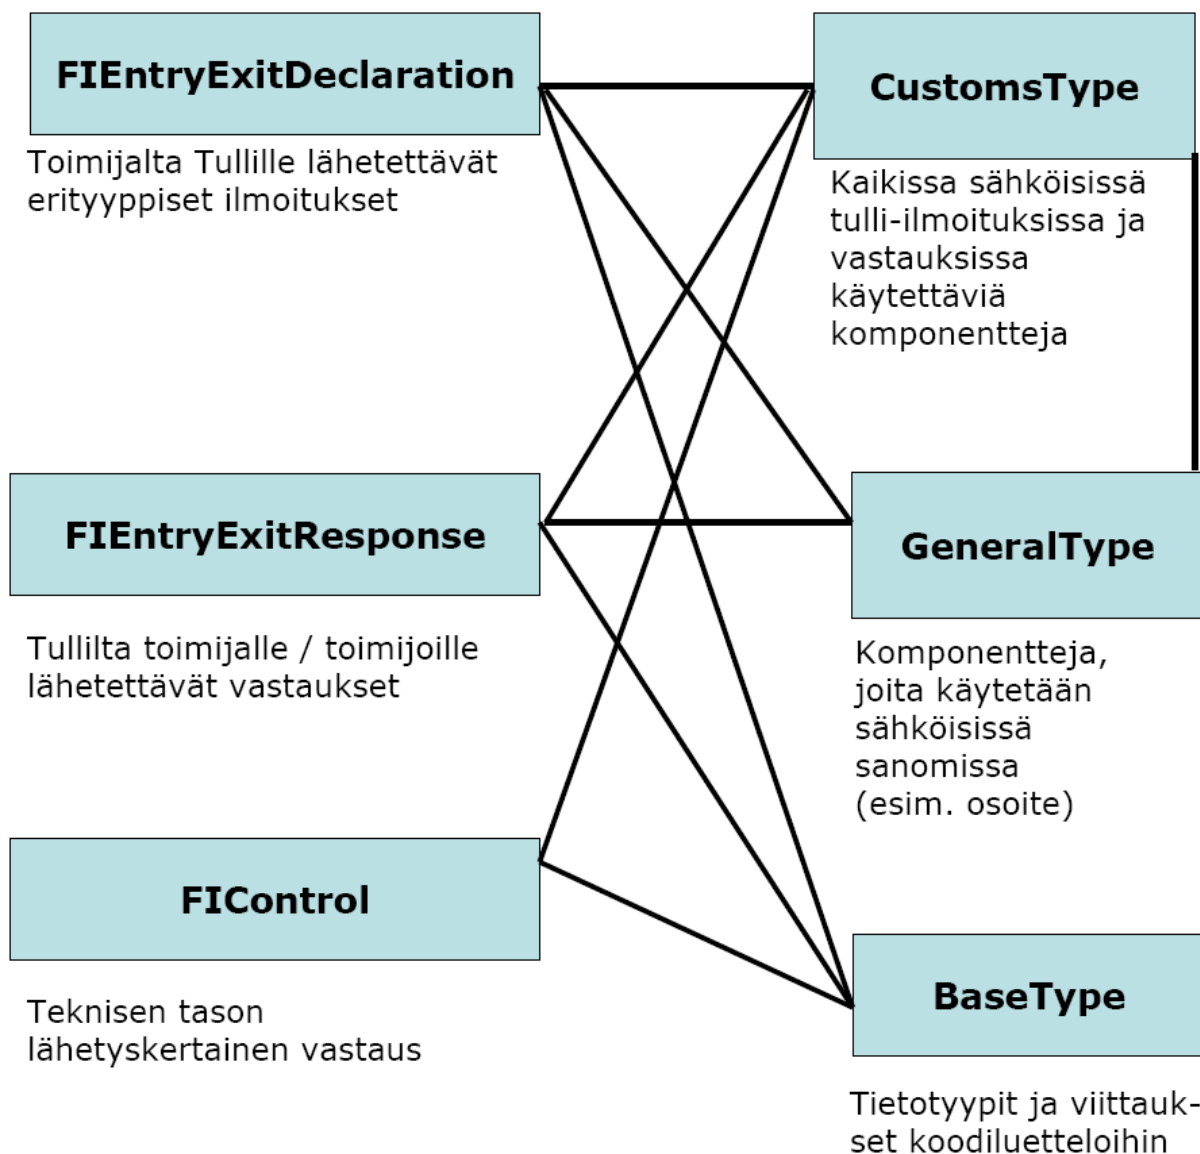 FIEntryExitDeclaration
Toimijalta Tullille lähetettävät
erityyppiset ilmoitukset
CustomsType
Kaikissa sähköisissä
tulli-ilmoituksissa ja
vastauksissa
käytettäviä
komponentteja
FIEntryExitResponse
Tullilta toimijalle / toimijoille
lähetettävät vastaukset
GeneralType
Komponentteja,
joita käytetään
sähköisissä
sanomissa
(esim. osoite)
FIControl
Teknisen tason
lähetyskertainen vastaus
BaseType
Tietotyypit ja viittauk-
set koodiluetteloihin